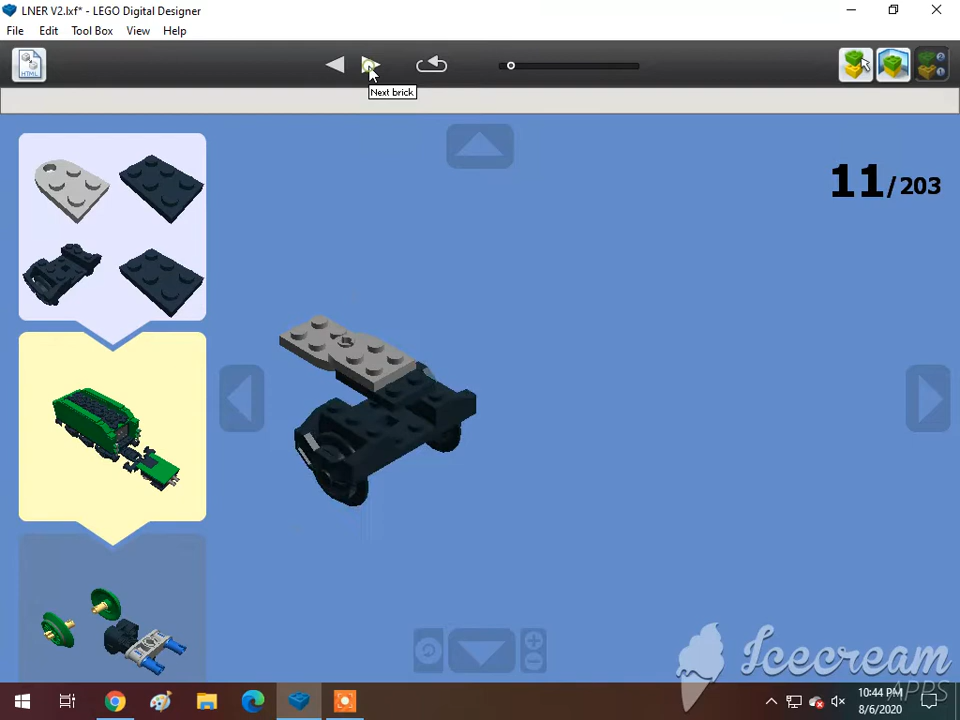 LNER V2.lxf* - LEGO Digital Designer
File Edit Tool Box View Help
HTML
Next brick
11/203
Icecream
APPS
10:44 PM
8/6/2020